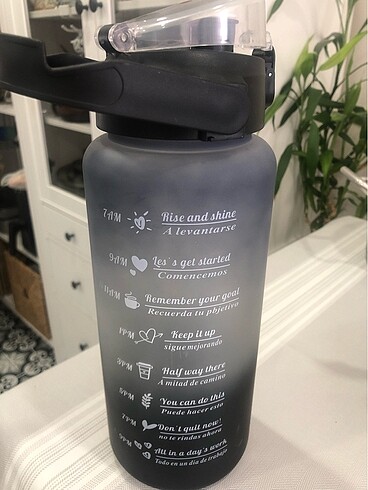 7AM Rise and shine
A levantarse
9AM Les's get started
Comencemos
11AM Remember your goal
Recuerda tu pbjetivo
1PM Keep it up
sigue mejorando
3PM Half way there
A mitad de camino
5PM You can do this
Puede hacer esto
7PM Don't quit now!
no te rindas ahora
9PM All in a day's work
Todo en un dia de trabajo